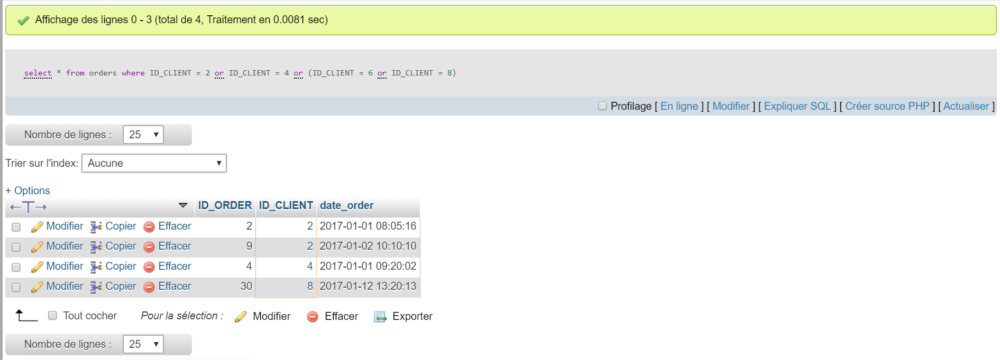 Affichage des lignes 0 - 3 (total de 4, Traitement en 0.0081 sec)
select * from orders where ID_CLIENT = 2 or ID_CLIENT = 4 or (ID_CLIENT = 6 or ID_CLIENT = 8)
Profilage [ En ligne ] [ Modifier ] [ Expliquer SQL ] [ Créer source PHP ] [ Actualiser ]
Nombre de lignes : 25
Trier sur l'index: Aucune
+ Options
ID_ORDER ID_CLIENT date_order
Modifier Copier Effacer 2 2 2017-01-01 08:05:16
Modifier Copier Effacer 9 2 2017-01-02 10:10:10
Modifier Copier Effacer 4 4 2017-01-01 09:20:02
Modifier Copier Effacer 30 8 2017-01-12 13:20:13
Tout cocher Pour la sélection : Modifier Effacer Exporter
Nombre de lignes : 25